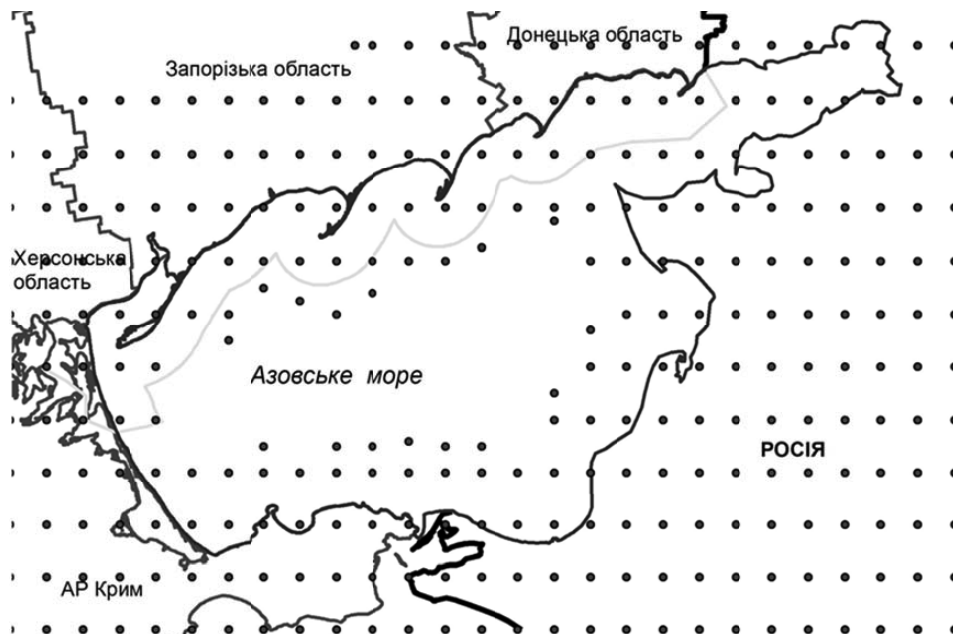 Донецька область
Запорізька область
Херсонська
область
Азовське море
РОСІЯ
АР Крим